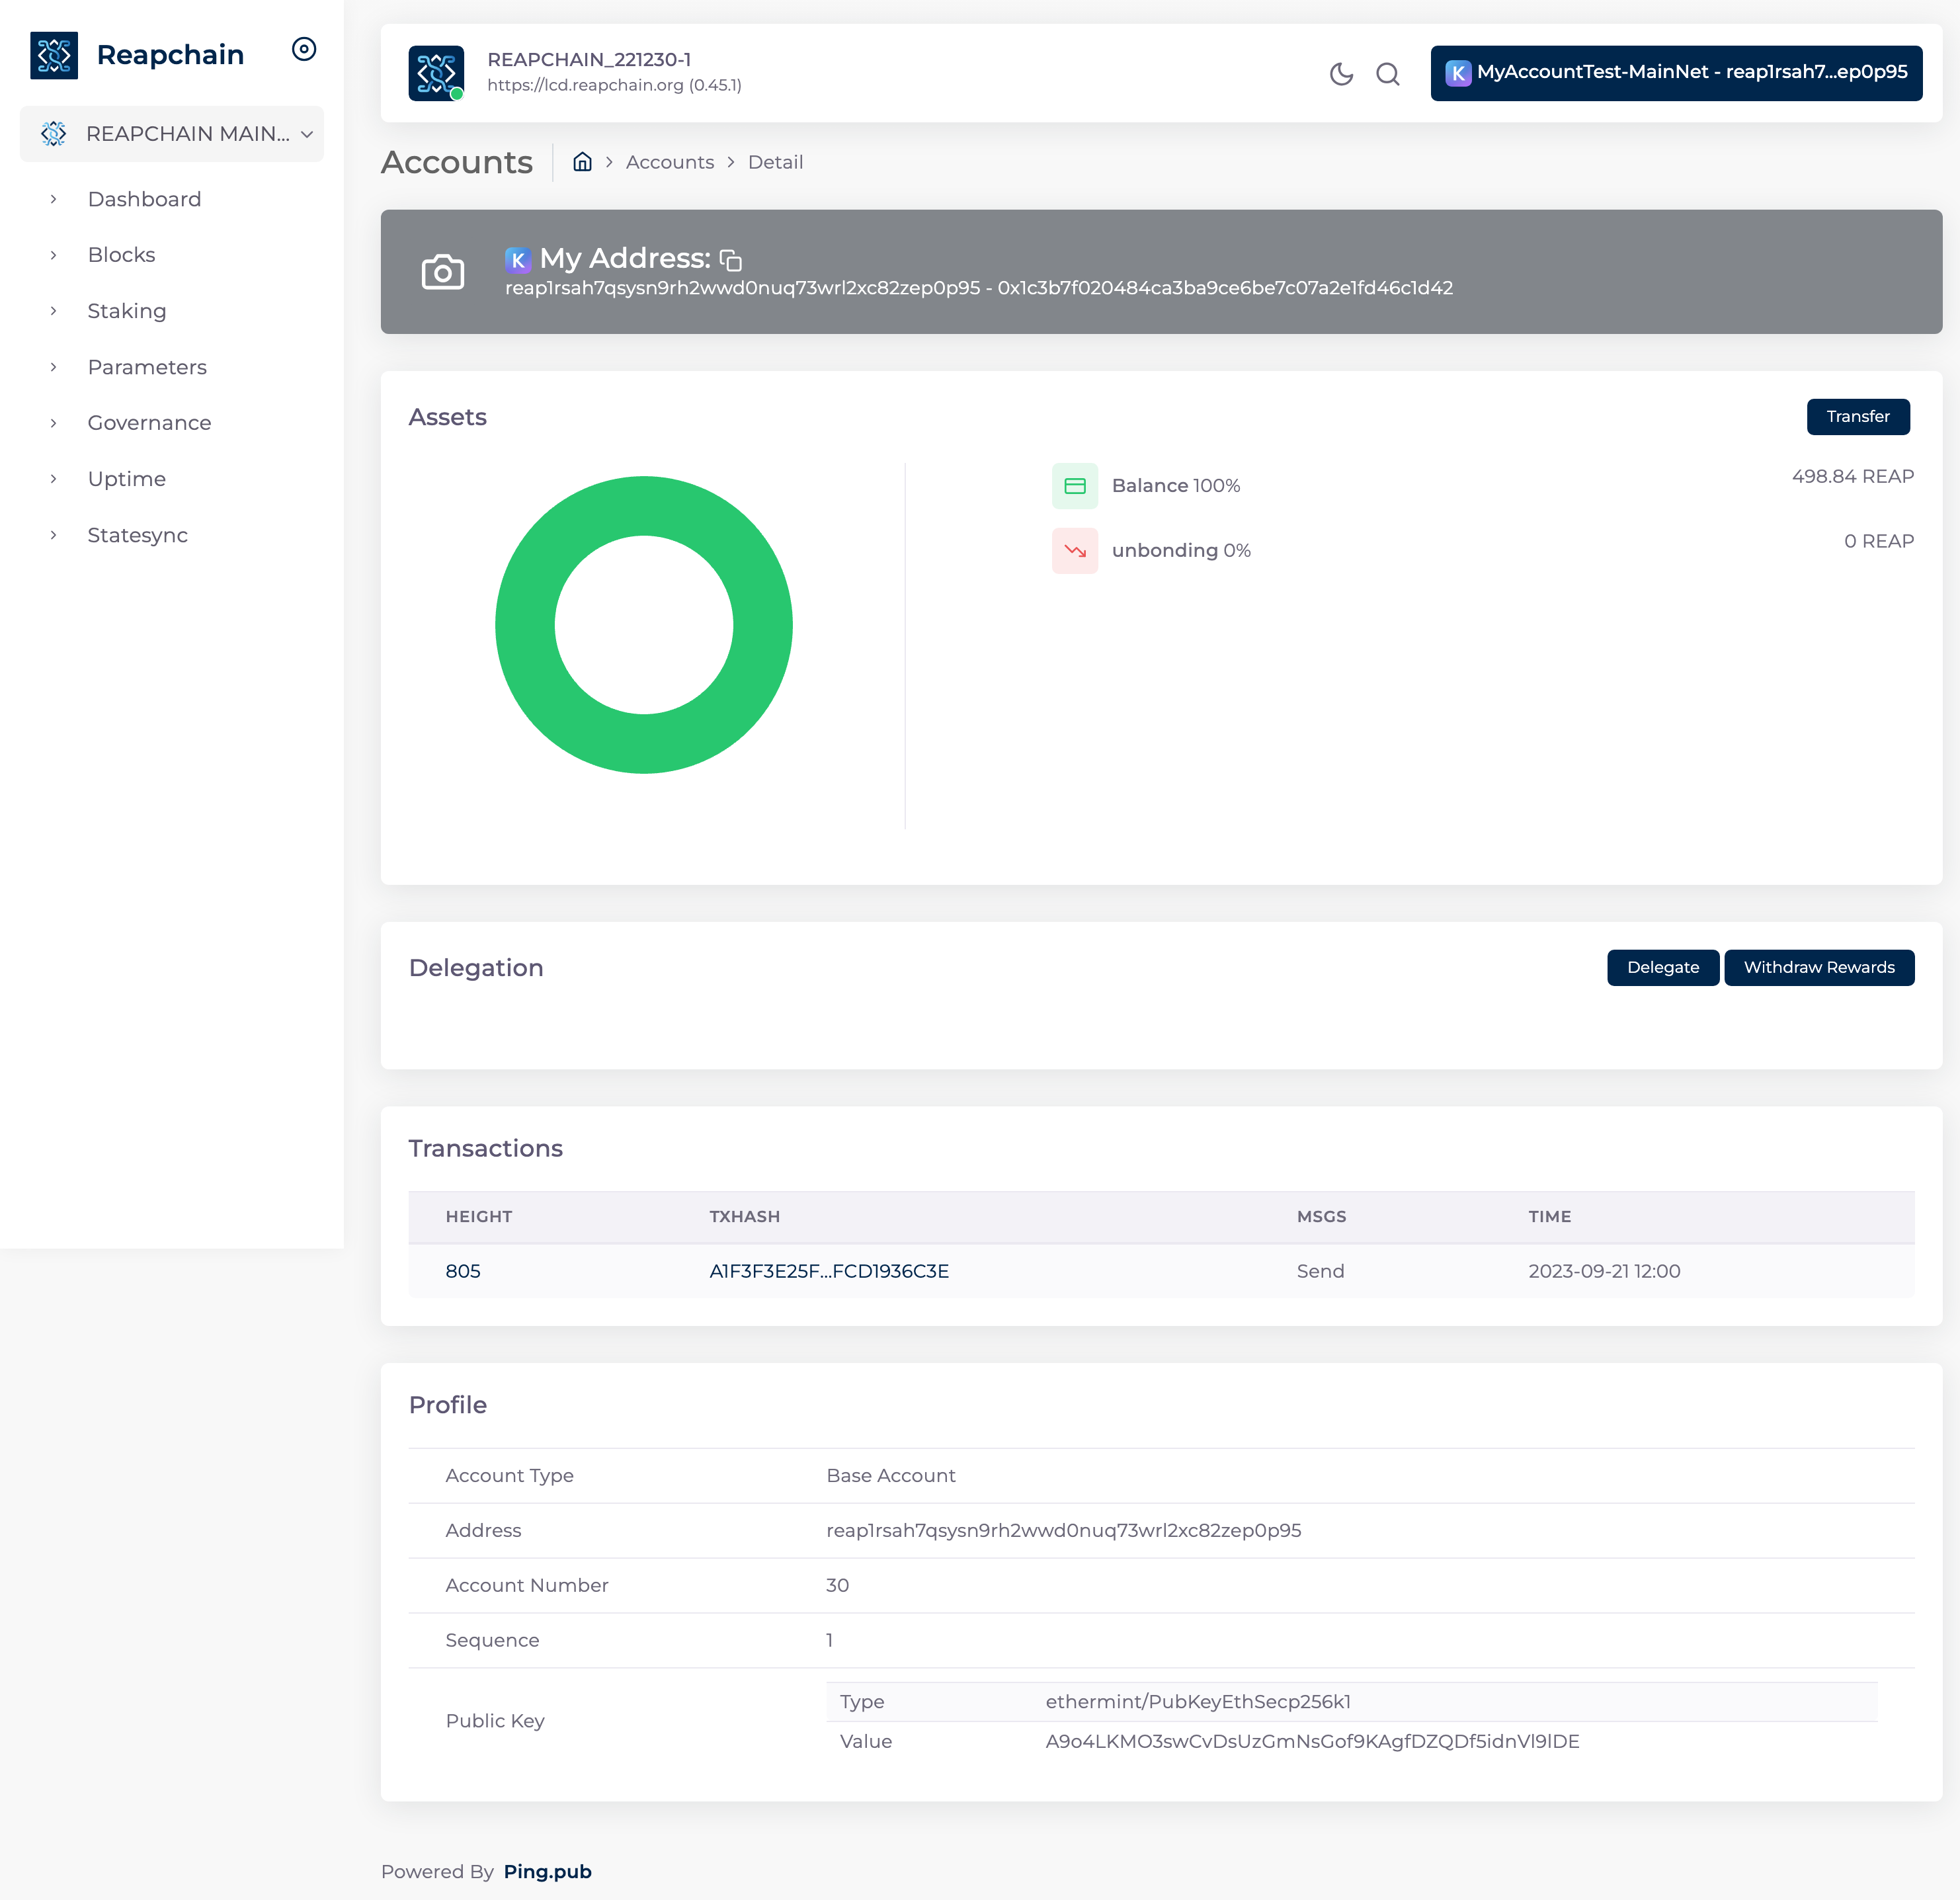 Reapchain
REAPCHAIN MAIN...
Dashboard
Blocks
Staking
Parameters
Governance
Uptime
Statesync
REAPCHAIN_221230-1
https://lcd.reapchain.org (0.45.1)
K MyAccountTest-MainNet - reap1rsah7...ep0p95
Accounts
Accounts
Detail
K My Address:
reap1rsah7qsysn9rh2wwd0nuq73wrl2xc82zep0p95 - 0x1c3b7f020484ca3ba9ce6be7c07a2e1fd46c1d42
Assets
Transfer
Balance 100%
498.84 REAP
unbonding 0%
0 REAP
Delegation
Delegate
Withdraw Rewards
Transactions
HEIGHT TXHASH MSGS TIME
805 A1F3F3E25F...FCD1936C3E Send 2023-09-21 12:00
Profile
Account Type Base Account
Address reap1rsah7qsysn9rh2wwd0nuq73wrl2xc82zep0p95
Account Number 30
Sequence 1
Public Key
Type ethermint/PubKeyEthSecp256k1
Value A9o4LKMO3swCvDsUzGmNsGof9KAgfDZQDf5idnVl9lDE
Powered By Ping.pub